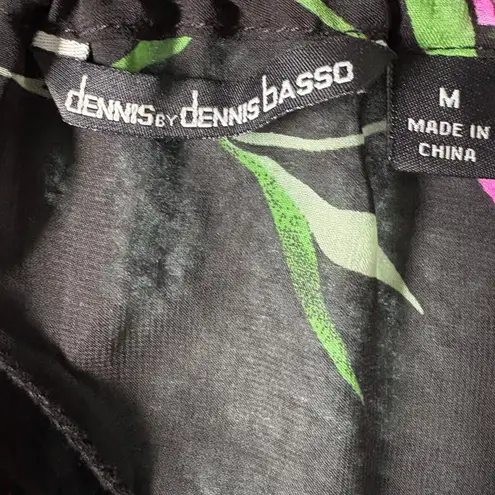 dENNIS BY dENNIS bASSO
M
MADE IN
CHINA